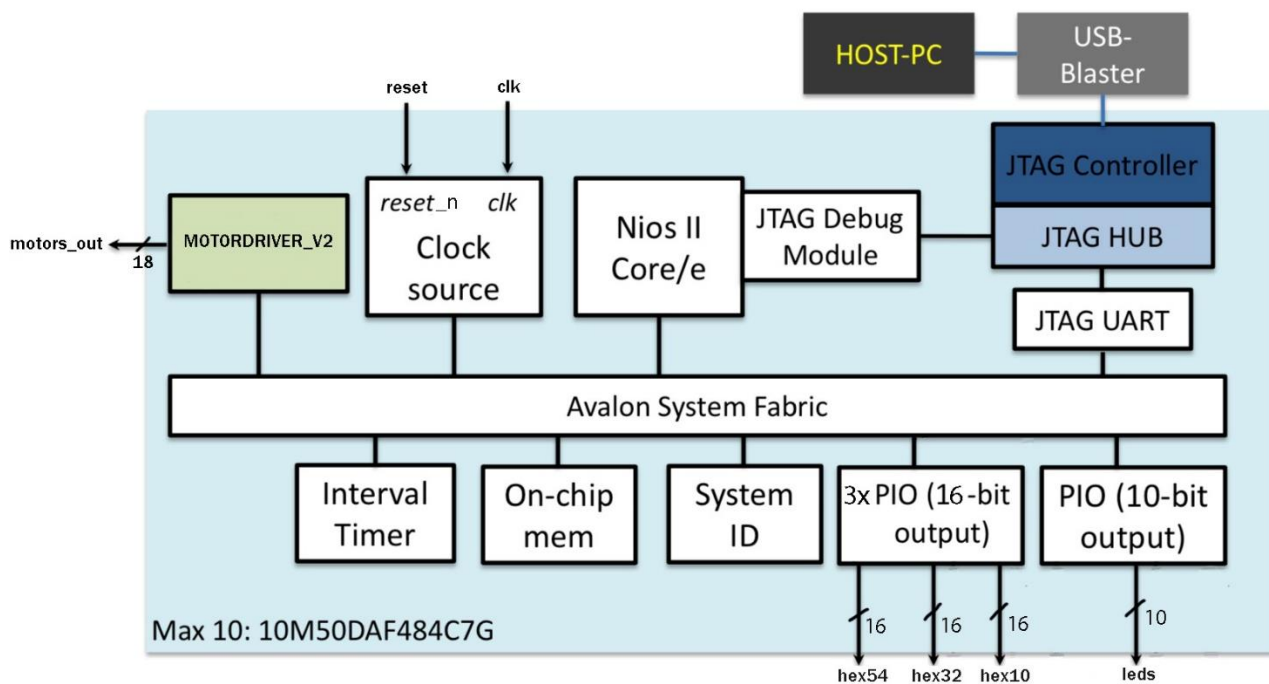 HOST-PC
USB-
Blaster
reset
clk
JTAG Controller
JTAG HUB
JTAG UART
motors_out
18
MOTORDRIVER_V2
reset_n clk
Clock
source
Nios II
Core/e
JTAG Debug
Module
Avalon System Fabric
Interval
Timer
On-chip
mem
System
ID
3x PIO (16-bit
output)
PIO (10-bit
output)
16
16
16
10
Max 10: 10M50DAF484C7G
hex54
hex32
hex10
leds